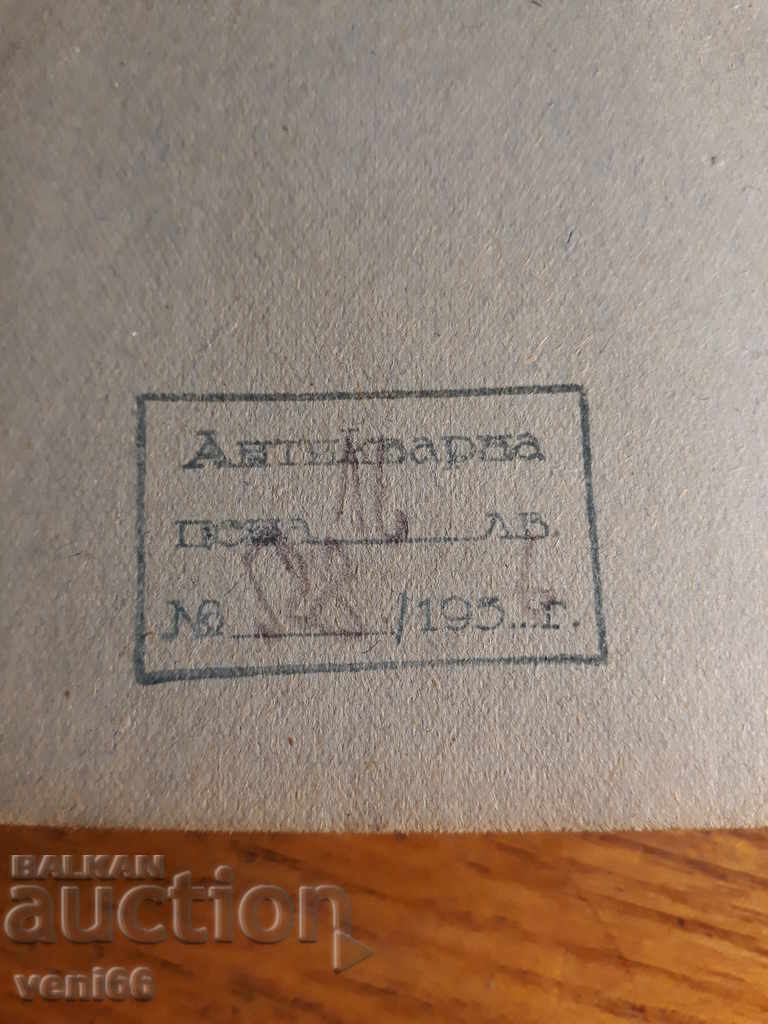 Антикварна
цена лв.
№ /195 г.
BALKAN
auction
veni66